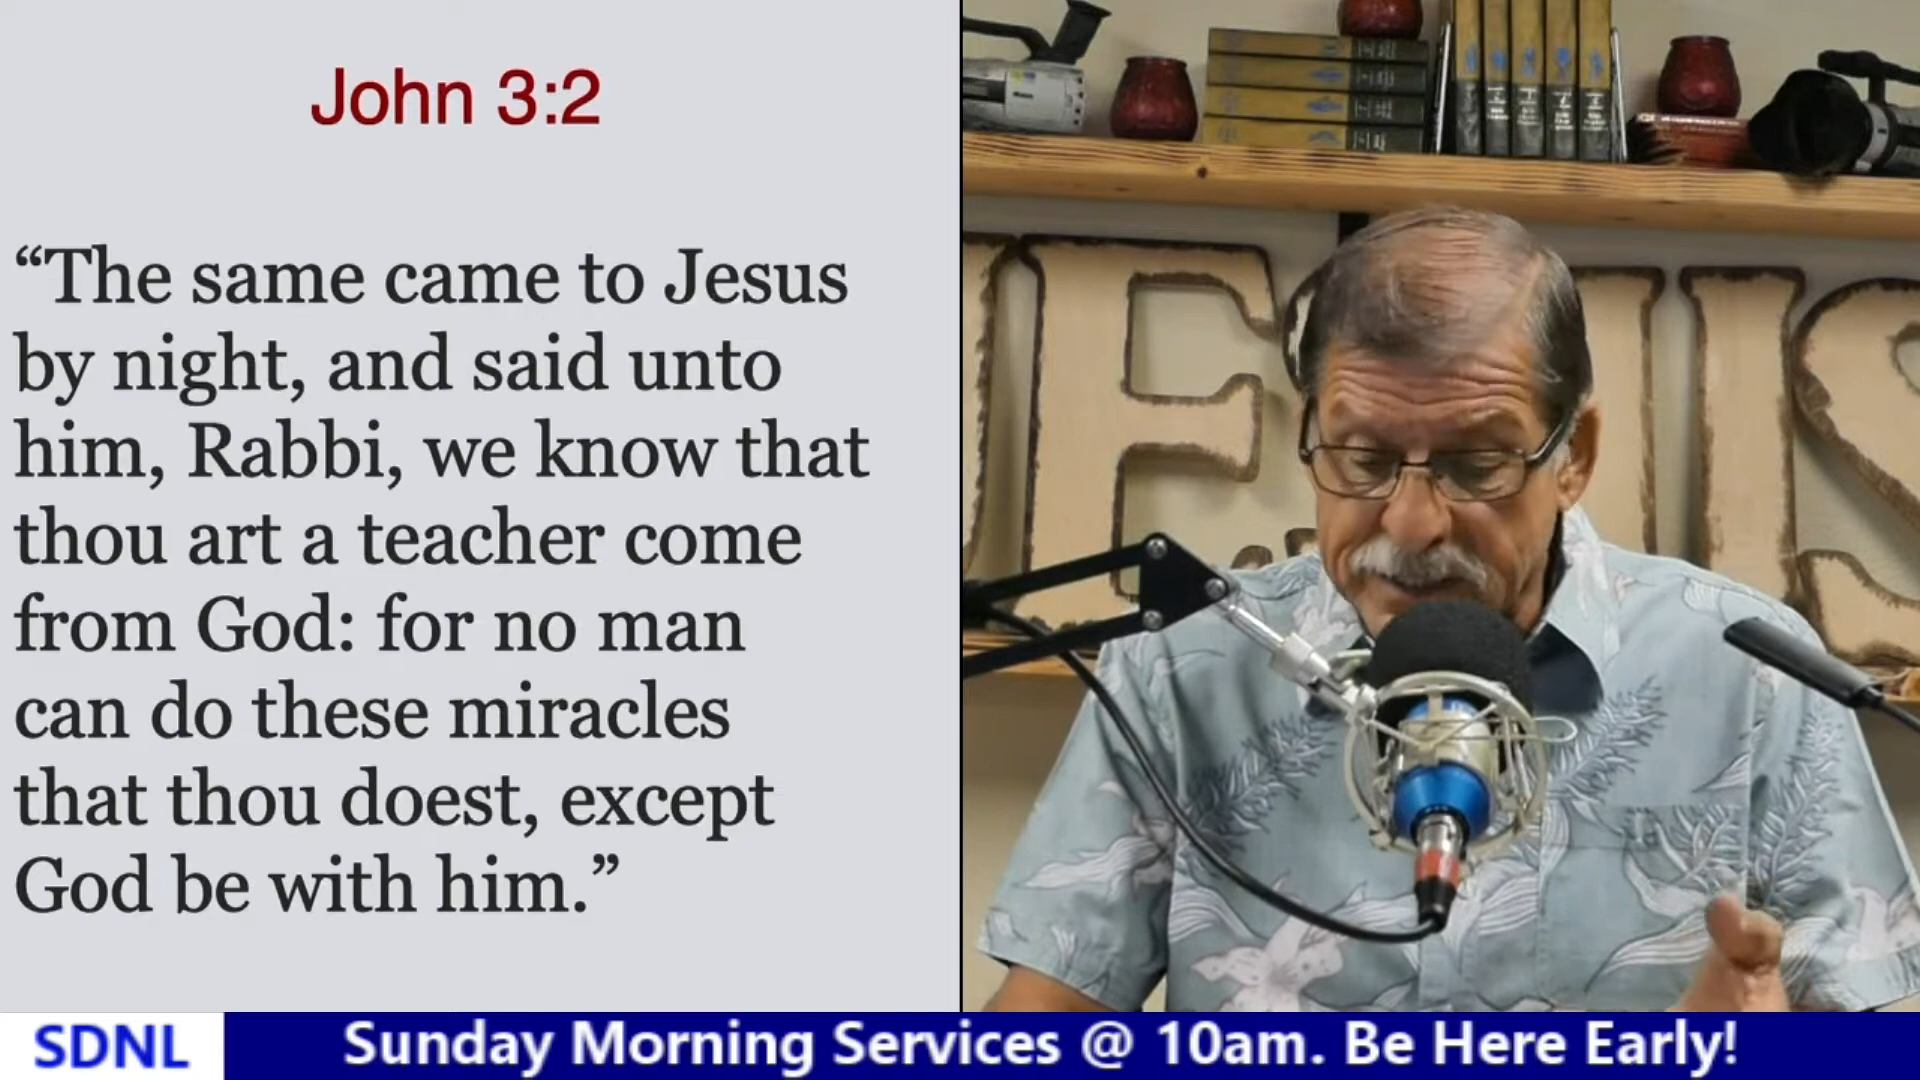 John 3:2
“The same came to Jesus
by night, and said unto
him, Rabbi, we know that
thou art a teacher come
from God: for no man
can do these miracles
that thou doest, except
God be with him.”
JESUS
SDNL
Sunday Morning Services @ 10am. Be Here Early!